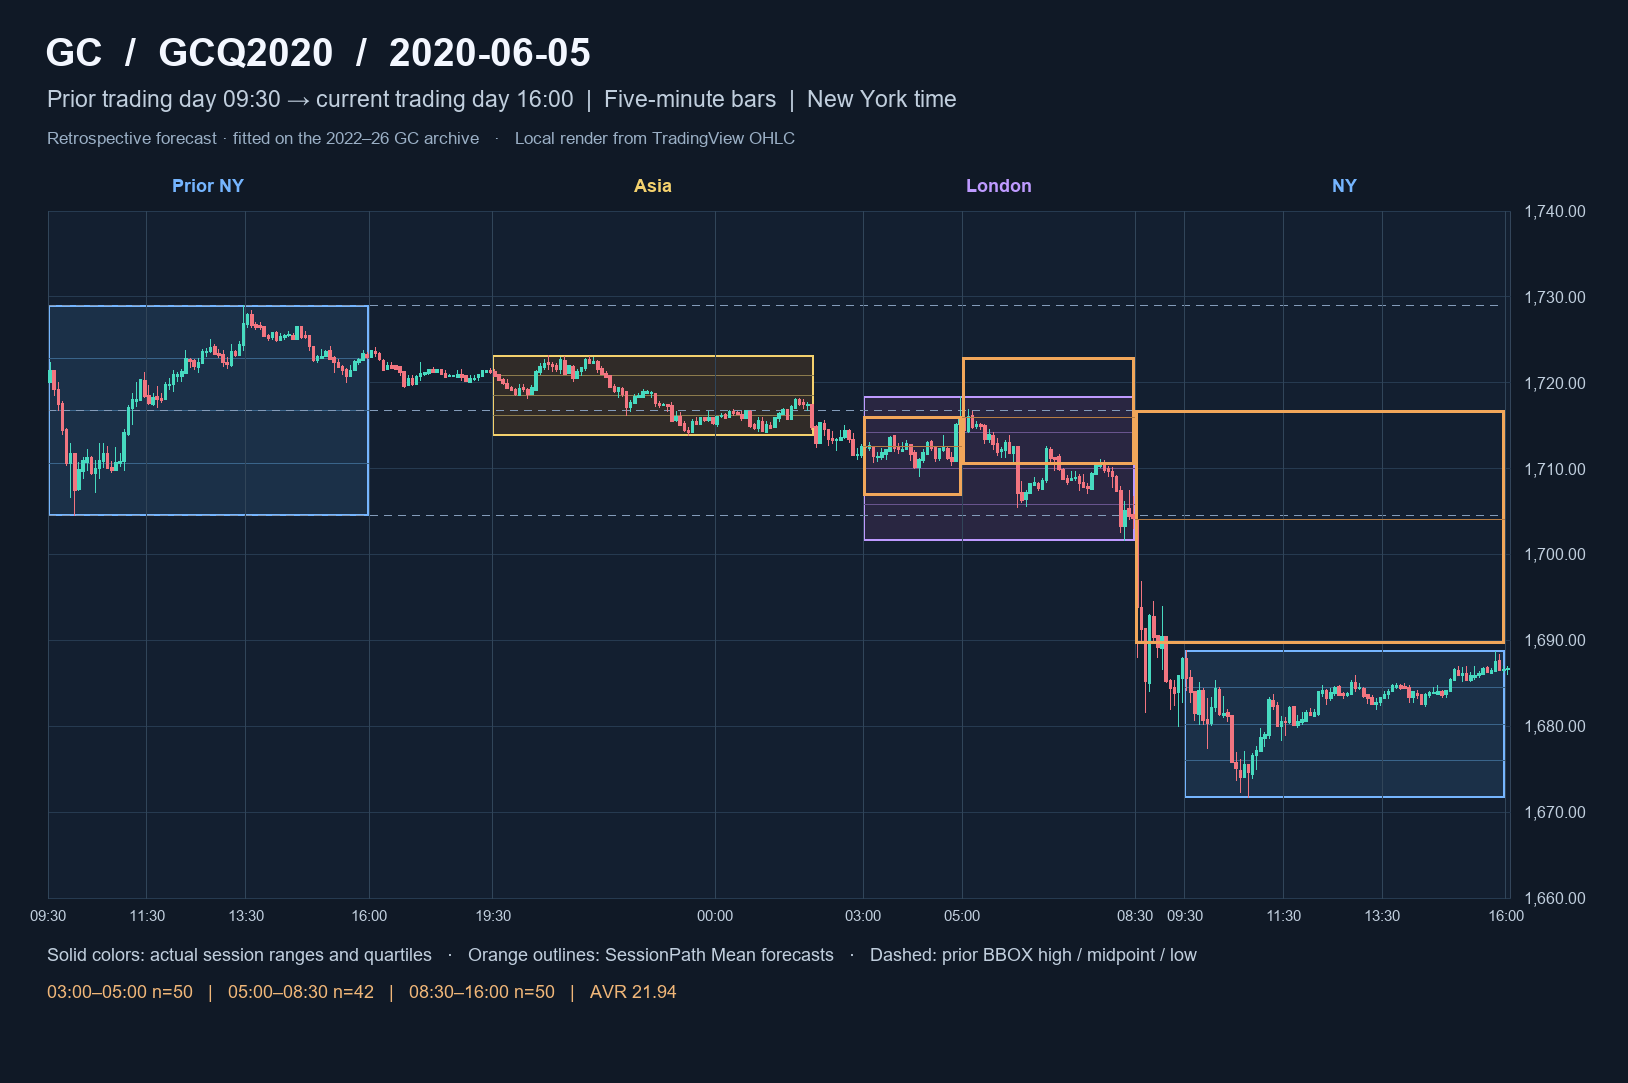 GC / GCQ2020 / 2020-06-05
Prior trading day 09:30 → current trading day 16:00 | Five-minute bars | New York time
Retrospective forecast · fitted on the 2022–26 GC archive · Local render from TradingView OHLC
Prior NY Asia London NY
1,740.00
1,730.00
1,720.00
1,710.00
1,700.00
1,690.00
1,680.00
1,670.00
1,660.00
09:30 11:30 13:30 16:00 19:30 00:00 03:00 05:00 08:30 09:30 11:30 13:30 16:00
Solid colors: actual session ranges and quartiles · Orange outlines: SessionPath Mean forecasts · Dashed: prior BBOX high / midpoint / low
03:00–05:00 n=50 | 05:00–08:30 n=42 | 08:30–16:00 n=50 | AVR 21.94